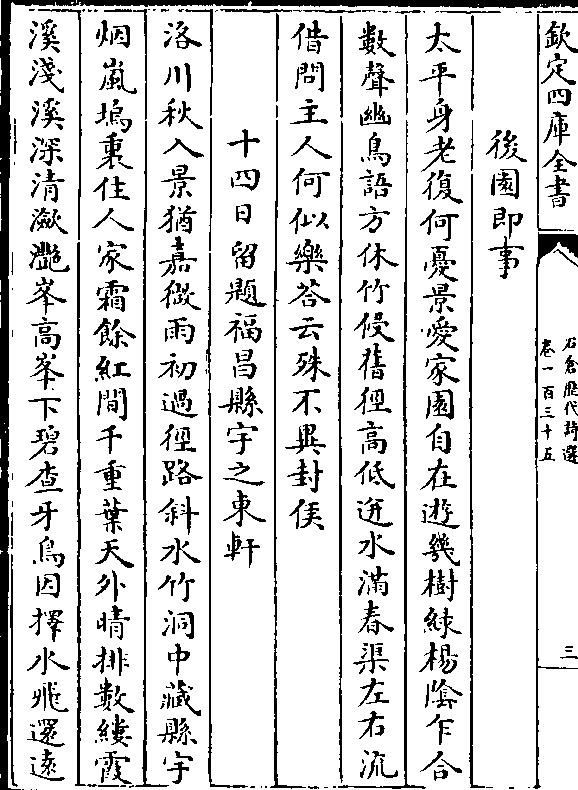 欽定四庫全書
石倉歷代詩選
卷一百三十五
三
後園即事
太平身老復何憂景愛家園自在遊幾樹綠楊陰乍合
數聲幽鳥語方休竹侵舊徑高低迸水滿春渠左右流
借問主人何似樂荅云殊不異封侯
十四日留題福昌縣宇之東軒
洛川秋入景猶嘉微雨初過徑路斜水竹洞中藏縣宇
烟嵐塢裏住人家霜餘紅間千重葉天外晴排數縷霞
溪淺溪深清瀲灔峯高峯下碧查牙鳥因擇水飛還遠